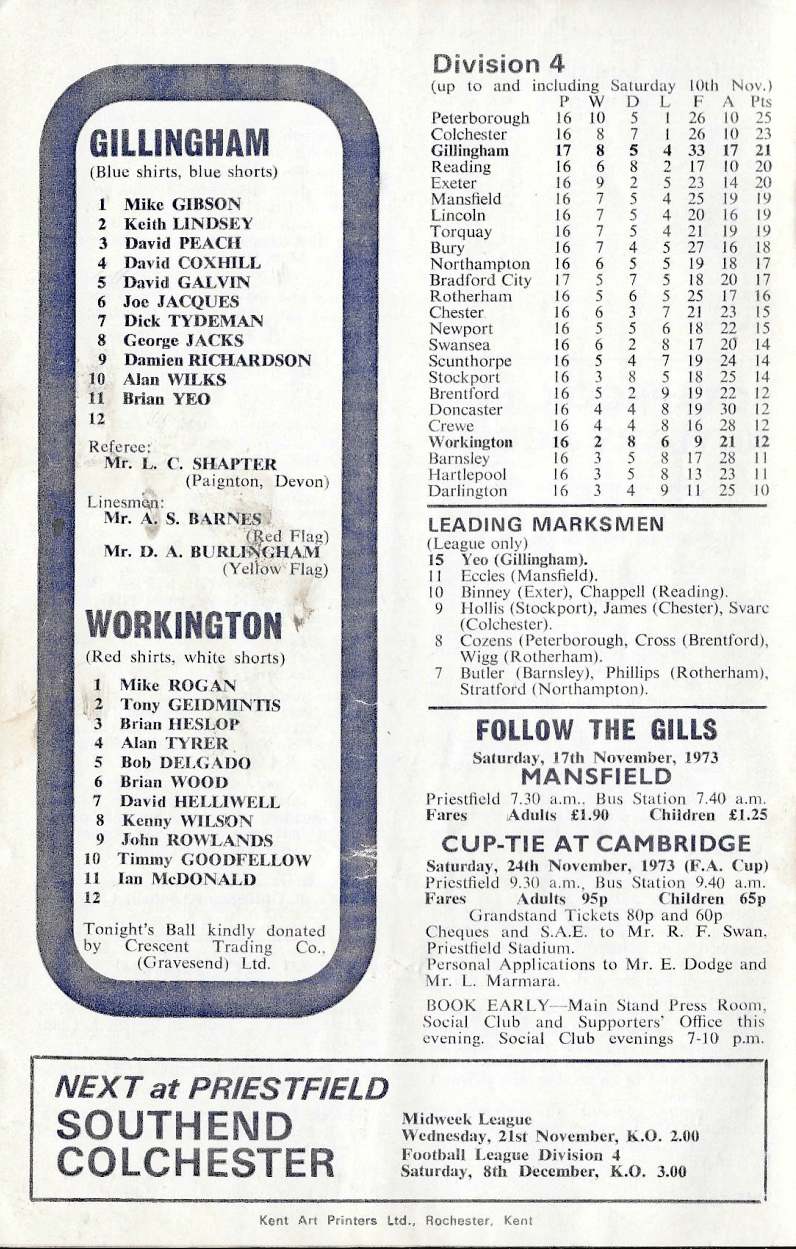 GILLINGHAM
(Blue shirts, blue shorts)
1 Mike GIBSON
2 Keith LINDSEY
3 David PEACH
4 David COXHILL
5 David GALVIN
6 Joe JACQUES
7 Dick TYDEMAN
8 George JACKS
9 Damien RICHARDSON
10 Alan WILKS
11 Brian YEO
12
Referee:
Mr. L. C. SHAPTER
(Paignton, Devon)
Linesmen:
Mr. A. S. BARNES
(Red Flag)
Mr. D. A. BURLINGHAM
(Yellow Flag)
WORKINGTON
(Red shirts, white shorts)
1 Mike ROGAN
2 Tony GEIDMINTIS
3 Brian HESLOP
4 Alan TYRER
5 Bob DELGADO
6 Brian WOOD
7 David HELLIWELL
8 Kenny WILSON
9 John ROWLANDS
10 Timmy GOODFELLOW
11 Ian McDONALD
12
Tonight's Ball kindly donated
by Crescent Trading Co.,
(Gravesend) Ltd.
Division 4
(up to and including Saturday 10th Nov.)
P W D L F A Pts
Peterborough 16 10 5 1 26 10 25
Colchester 16 8 7 1 26 10 23
Gillingham 17 8 5 4 33 17 21
Reading 16 6 8 2 17 10 20
Exeter 16 9 2 5 23 14 20
Mansfield 16 7 5 4 25 19 19
Lincoln 16 7 5 4 20 16 19
Torquay 16 7 5 4 21 19 19
Bury 16 7 4 5 27 16 18
Northampton 16 6 5 5 19 18 17
Bradford City 17 5 7 5 18 20 17
Rotherham 16 5 6 5 25 17 16
Chester 16 6 3 7 21 23 15
Newport 16 5 5 6 18 22 15
Swansea 16 6 2 8 17 20 14
Scunthorpe 16 5 4 7 19 24 14
Stockport 16 3 8 5 18 25 14
Brentford 16 5 2 9 19 22 12
Doncaster 16 4 4 8 19 30 12
Crewe 16 4 4 8 16 28 12
Workington 16 2 8 6 9 21 12
Barnsley 16 3 5 8 17 28 11
Hartlepool 16 3 5 8 13 23 11
Darlington 16 3 4 9 11 25 10
LEADING MARKSMEN
(League only)
15 Yeo (Gillingham).
11 Eccles (Mansfield).
10 Binney (Exter), Chappell (Reading).
9 Hollis (Stockport), James (Chester), Svarc
(Colchester).
8 Cozens (Peterborough, Cross (Brentford),
Wigg (Rotherham).
7 Butler (Barnsley), Phillips (Rotherham),
Stratford (Northampton).
FOLLOW THE GILLS
Saturday, 17th November, 1973
MANSFIELD
Priestfield 7.30 a.m.. Bus Station 7.40 a.m.
Fares Adults £1.90 Children £1.25
CUP-TIE AT CAMBRIDGE
Saturday, 24th November, 1973 (F.A. Cup)
Priestfield 9.30 a.m., Bus Station 9.40 a.m.
Fares Adults 95p Children 65p
Grandstand Tickets 80p and 60p
Cheques and S.A.E. to Mr. R. F. Swan,
Priestfield Stadium.
Personal Applications to Mr. E. Dodge and
Mr. L. Marmara.
BOOK EARLY—Main Stand Press Room,
Social Club and Supporters' Office this
evening. Social Club evenings 7-10 p.m.
NEXT at PRIESTFIELD
SOUTHEND
COLCHESTER
Midweek League
Wednesday, 21st November, K.O. 2.00
Football League Division 4
Saturday, 8th December, K.O. 3.00
Kent Art Printers Ltd., Rochester, Kent